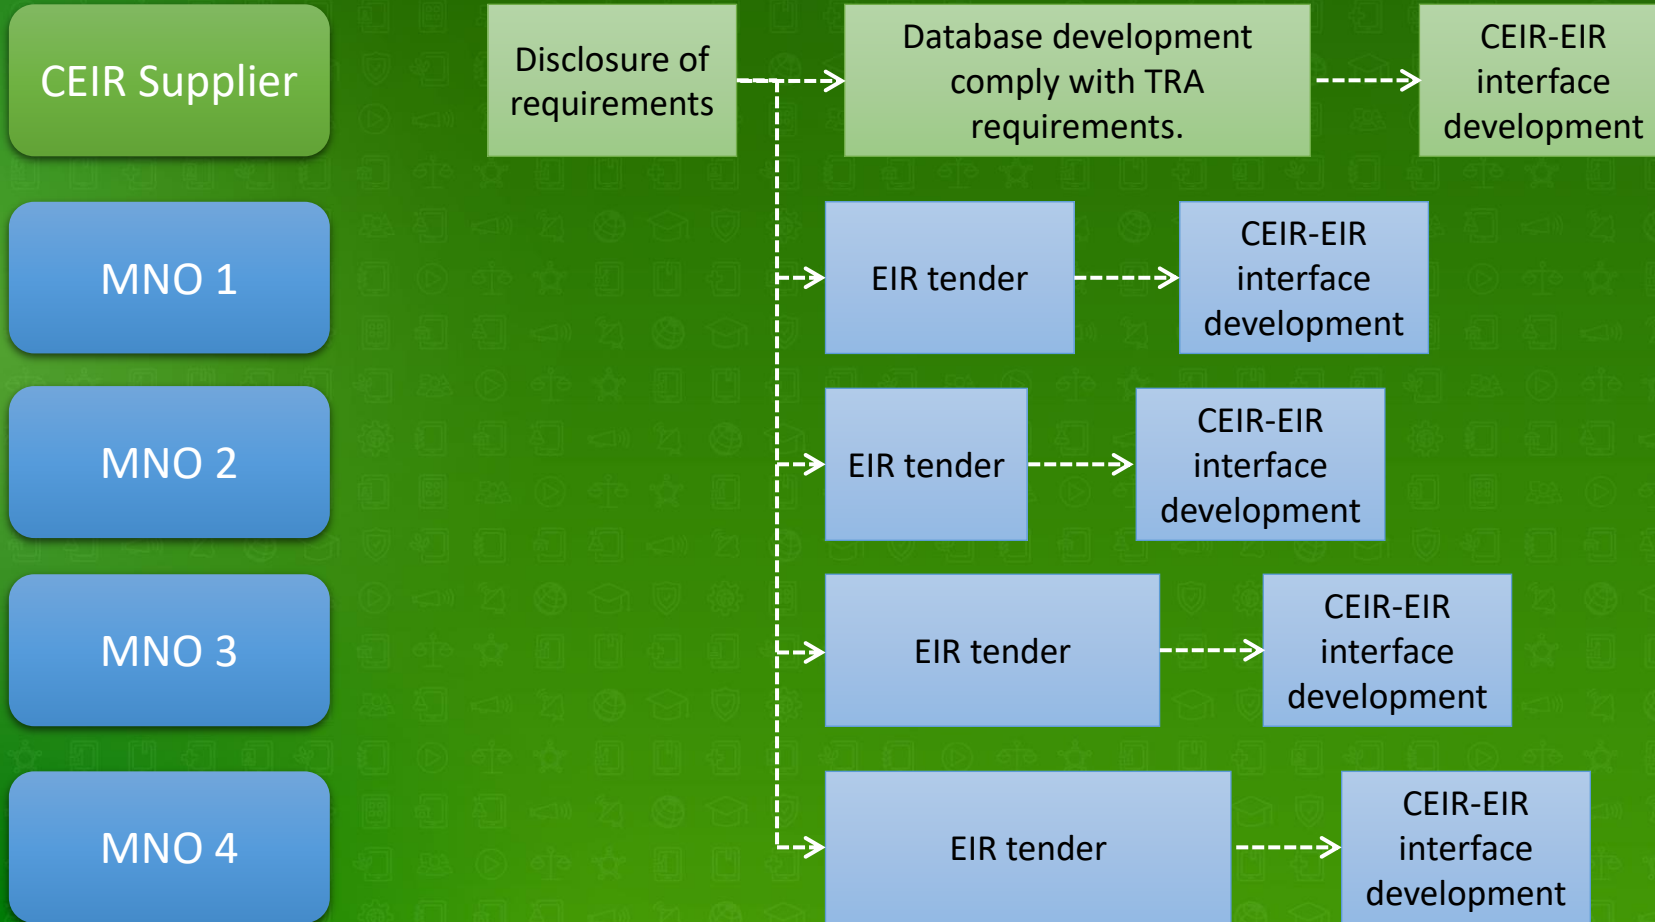 CEIR Supplier
Disclosure of
requirements
Database development
comply with TRA
requirements.
CEIR-EIR
interface
development
MNO 1
EIR tender
CEIR-EIR
interface
development
MNO 2
EIR tender
CEIR-EIR
interface
development
MNO 3
EIR tender
CEIR-EIR
interface
development
MNO 4
EIR tender
CEIR-EIR
interface
development